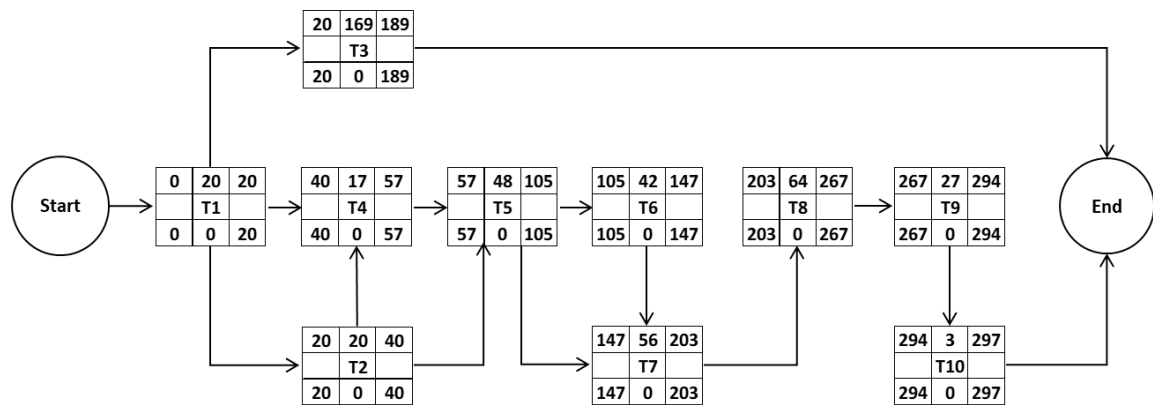 20 169 189
T3
20 0 189
Start
0 20 20
T1
0 0 20
40 17 57
T4
40 0 57
57 48 105
T5
57 0 105
105 42 147
T6
105 0 147
203 64 267
T8
203 0 267
267 27 294
T9
267 0 294
End
20 20 40
T2
20 0 40
147 56 203
T7
147 0 203
294 3 297
T10
294 0 297